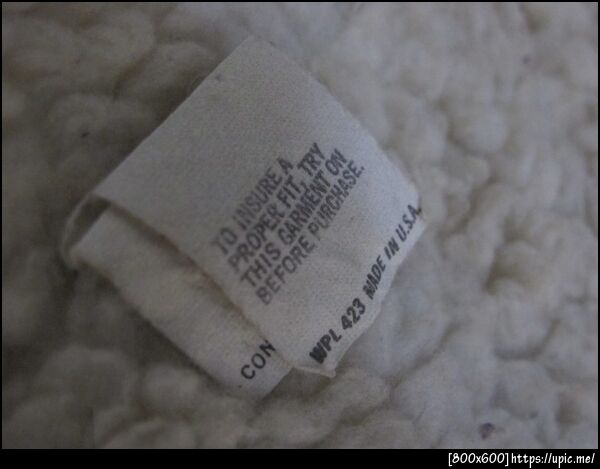 TO INSURE A
PROPER FIT, TRY
THIS GARMENT ON
BEFORE PURCHASE.
WPL 423 MADE IN U.S.A.
CON
[800x600]https://upic.me/